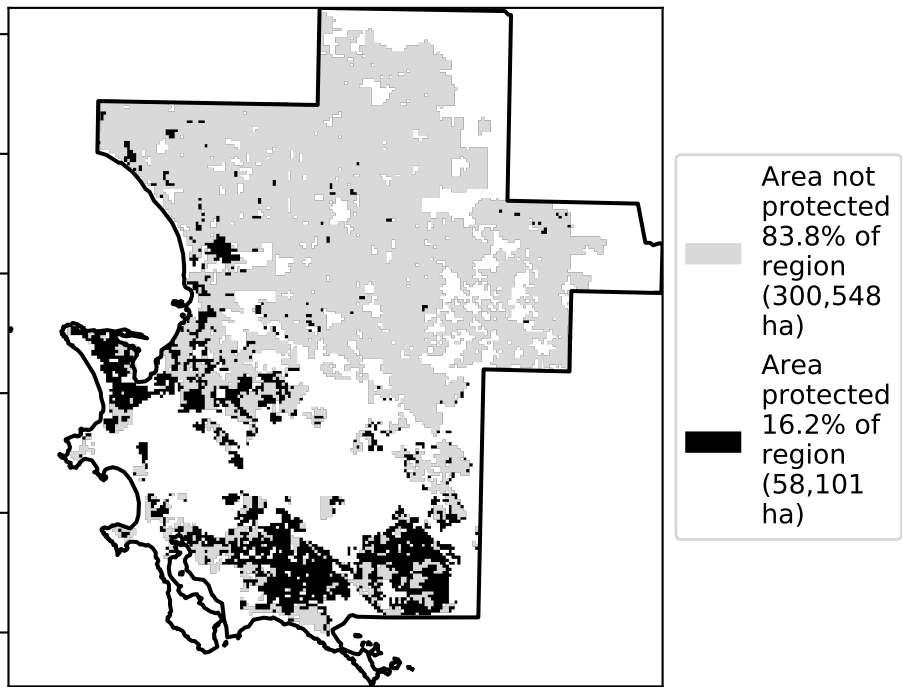 Area not
protected
83.8% of
region
(300,548
ha)
Area
protected
16.2% of
region
(58,101
ha)